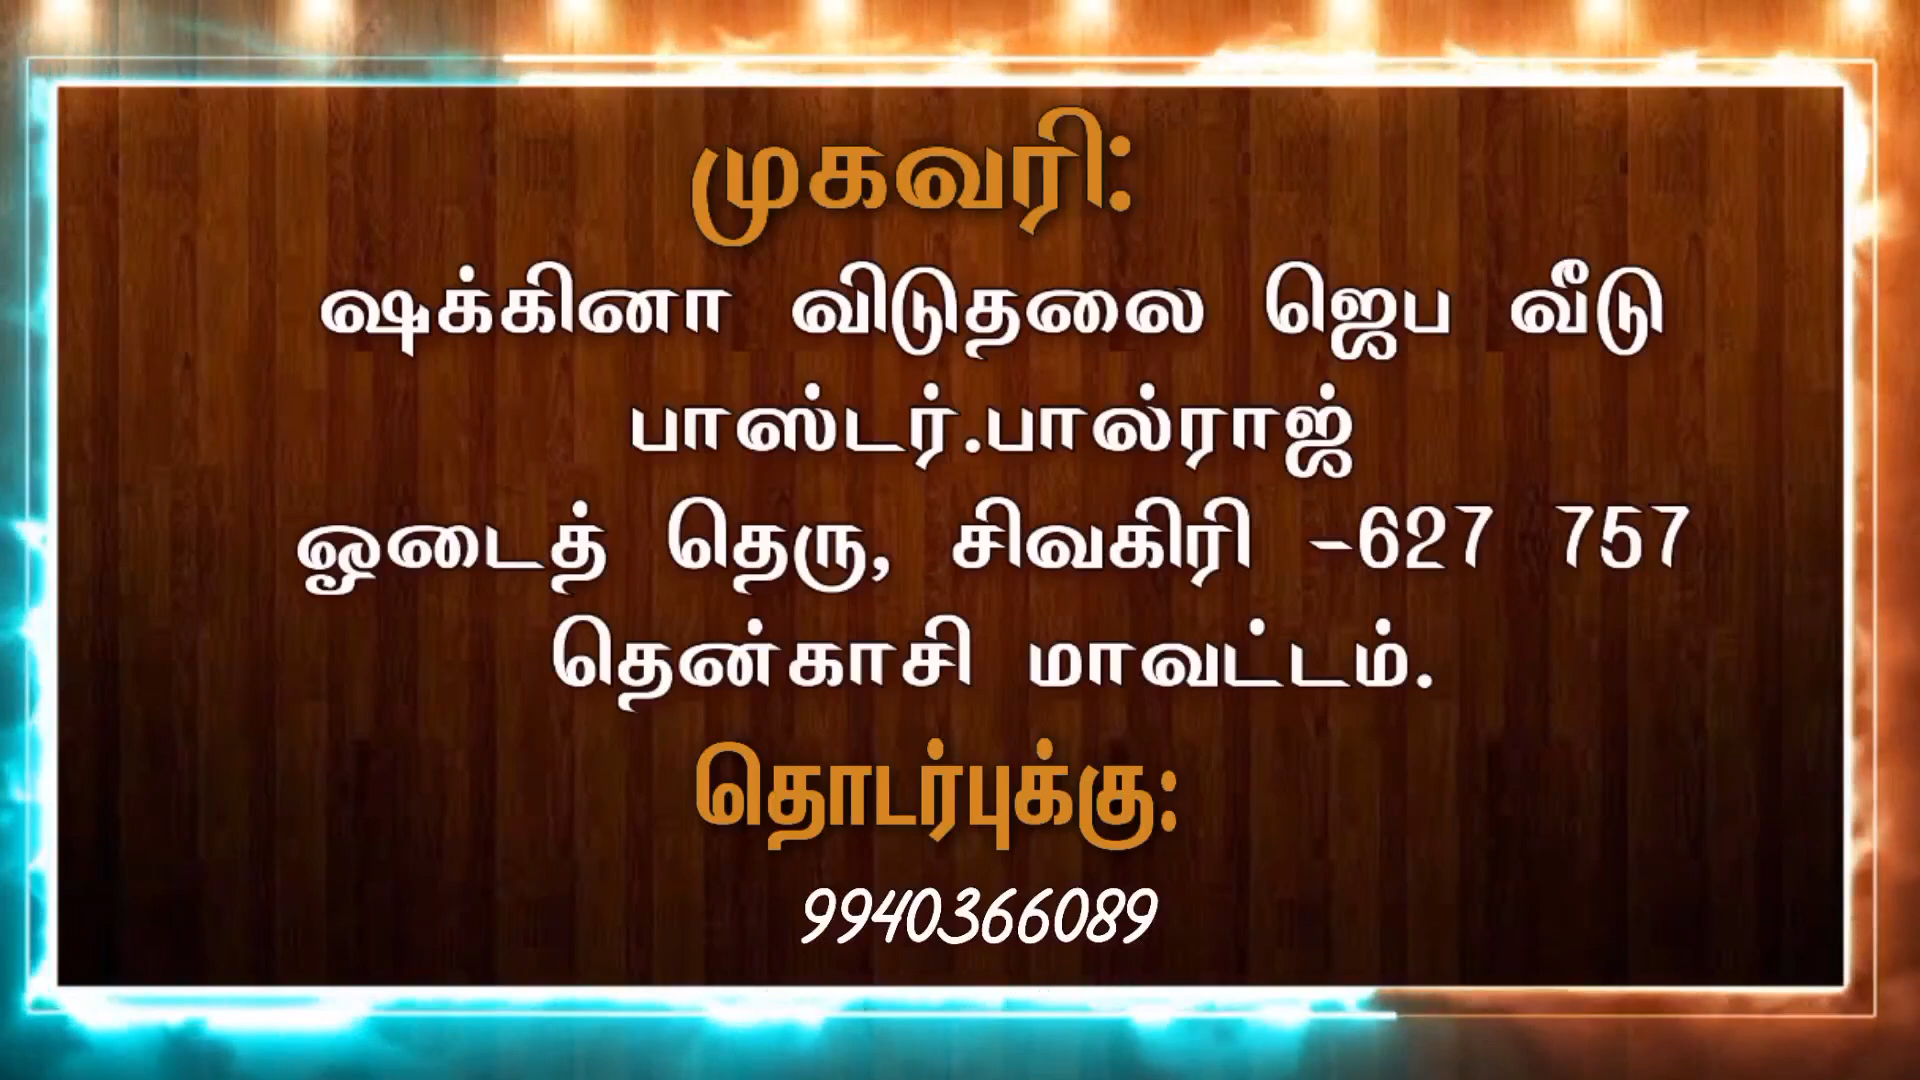 முகவரி:
ஷக்கினா விடுதலை ஜெப வீடு
பாஸ்டர்.பால்ராஜ்
ஓடைத் தெரு, சிவகிரி -627 757
தென்காசி மாவட்டம்.
தொடர்புக்கு:
9940366089